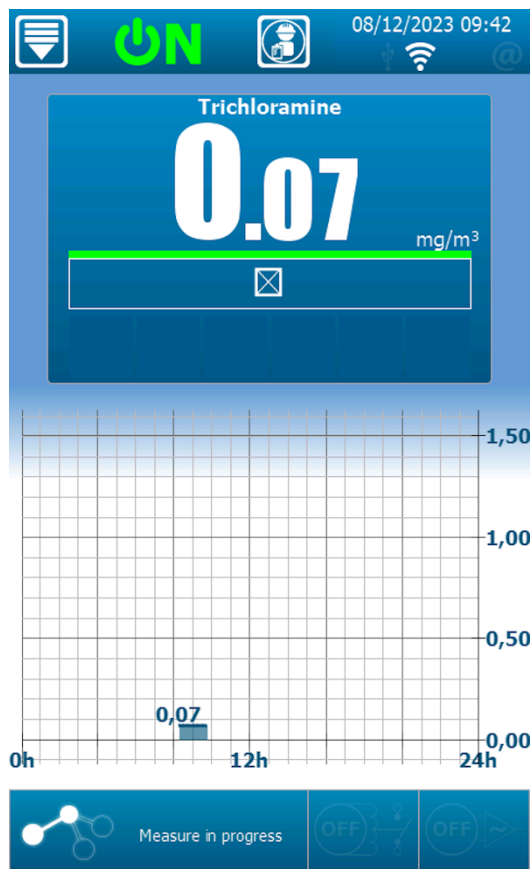 ON
08/12/2023 09:42
@
Trichloramine
0.07
mg/m³
1,50
1,00
0,50
0,07
0,00
0h 12h 24h
Measure in progress
OFF
OFF